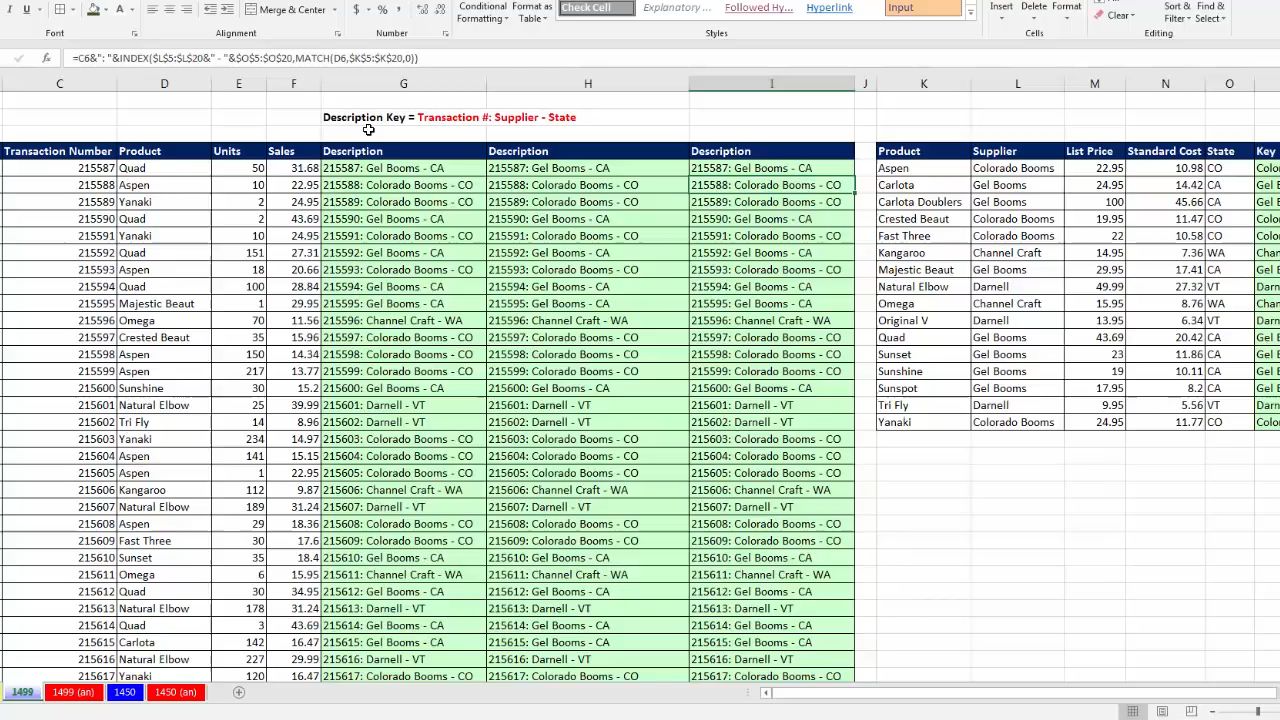 I U A Merge & Center $ % , Conditional Format as Check Cell Explanatory ... Followed Hy... Hyperlink Input Insert Delete Format Clear Sort & Find &
Formatting Table Filter Select
Font Alignment Number Styles Cells Editing
fx =C6&": "&INDEX($L$5:$L$20&" - "&$O$5:$O$20,MATCH(D6,$K$5:$K$20,0))
C D E F G H I J K L M N O
Description Key = Transaction #: Supplier - State
Transaction Number Product Units Sales Description Description Description Product Supplier List Price Standard Cost State Key
215587 Quad 50 31.68 215587: Gel Booms - CA 215587: Gel Booms - CA 215587: Gel Booms - CA Aspen Colorado Booms 22.95 10.98 CO Color
215588 Aspen 10 22.95 215588: Colorado Booms - CO 215588: Colorado Booms - CO 215588: Colorado Booms - CO Carlota Gel Booms 24.95 14.42 CA Gel B
215589 Yanaki 2 24.95 215589: Colorado Booms - CO 215589: Colorado Booms - CO 215589: Colorado Booms - CO Carlota Doublers Gel Booms 100 45.66 CA Gel B
215590 Quad 2 43.69 215590: Gel Booms - CA 215590: Gel Booms - CA 215590: Gel Booms - CA Crested Beaut Colorado Booms 19.95 11.47 CO Color
215591 Yanaki 10 24.95 215591: Colorado Booms - CO 215591: Colorado Booms - CO 215591: Colorado Booms - CO Fast Three Colorado Booms 22 10.58 CO Color
215592 Quad 151 27.31 215592: Gel Booms - CA 215592: Gel Booms - CA 215592: Gel Booms - CA Kangaroo Channel Craft 14.95 7.36 WA Chan
215593 Aspen 18 20.66 215593: Colorado Booms - CO 215593: Colorado Booms - CO 215593: Colorado Booms - CO Majestic Beaut Gel Booms 29.95 17.41 CA Gel B
215594 Quad 100 28.84 215594: Gel Booms - CA 215594: Gel Booms - CA 215594: Gel Booms - CA Natural Elbow Darnell 49.99 27.32 VT Darn
215595 Majestic Beaut 1 29.95 215595: Gel Booms - CA 215595: Gel Booms - CA 215595: Gel Booms - CA Omega Channel Craft 15.95 8.76 WA Chan
215596 Omega 70 11.56 215596: Channel Craft - WA 215596: Channel Craft - WA 215596: Channel Craft - WA Original V Darnell 13.95 6.34 VT Darn
215597 Crested Beaut 35 15.96 215597: Colorado Booms - CO 215597: Colorado Booms - CO 215597: Colorado Booms - CO Quad Gel Booms 43.69 20.42 CA Gel B
215598 Aspen 150 14.34 215598: Colorado Booms - CO 215598: Colorado Booms - CO 215598: Colorado Booms - CO Sunset Gel Booms 23 11.86 CA Gel B
215599 Aspen 217 13.77 215599: Colorado Booms - CO 215599: Colorado Booms - CO 215599: Colorado Booms - CO Sunshine Gel Booms 19 10.11 CA Gel B
215600 Sunshine 30 15.2 215600: Gel Booms - CA 215600: Gel Booms - CA 215600: Gel Booms - CA Sunspot Gel Booms 17.95 8.2 CA Gel B
215601 Natural Elbow 25 39.99 215601: Darnell - VT 215601: Darnell - VT 215601: Darnell - VT Tri Fly Darnell 9.95 5.56 VT Darn
215602 Tri Fly 14 8.96 215602: Darnell - VT 215602: Darnell - VT 215602: Darnell - VT Yanaki Colorado Booms 24.95 11.77 CO Color
215603 Yanaki 234 14.97 215603: Colorado Booms - CO 215603: Colorado Booms - CO 215603: Colorado Booms - CO
215604 Aspen 141 15.15 215604: Colorado Booms - CO 215604: Colorado Booms - CO 215604: Colorado Booms - CO
215605 Aspen 1 22.95 215605: Colorado Booms - CO 215605: Colorado Booms - CO 215605: Colorado Booms - CO
215606 Kangaroo 112 9.87 215606: Channel Craft - WA 215606: Channel Craft - WA 215606: Channel Craft - WA
215607 Natural Elbow 189 31.24 215607: Darnell - VT 215607: Darnell - VT 215607: Darnell - VT
215608 Aspen 29 18.36 215608: Colorado Booms - CO 215608: Colorado Booms - CO 215608: Colorado Booms - CO
215609 Fast Three 30 17.6 215609: Colorado Booms - CO 215609: Colorado Booms - CO 215609: Colorado Booms - CO
215610 Sunset 35 18.4 215610: Gel Booms - CA 215610: Gel Booms - CA 215610: Gel Booms - CA
215611 Omega 6 15.95 215611: Channel Craft - WA 215611: Channel Craft - WA 215611: Channel Craft - WA
215612 Quad 30 34.95 215612: Gel Booms - CA 215612: Gel Booms - CA 215612: Gel Booms - CA
215613 Natural Elbow 178 31.24 215613: Darnell - VT 215613: Darnell - VT 215613: Darnell - VT
215614 Quad 3 43.69 215614: Gel Booms - CA 215614: Gel Booms - CA 215614: Gel Booms - CA
215615 Carlota 142 16.47 215615: Gel Booms - CA 215615: Gel Booms - CA 215615: Gel Booms - CA
215616 Natural Elbow 227 29.99 215616: Darnell - VT 215616: Darnell - VT 215616: Darnell - VT
215617 Yanaki 120 16.47 215617: Colorado Booms - CO 215617: Colorado Booms - CO 215617: Colorado Booms - CO
1499 1499 (an) 1450 1450 (an)